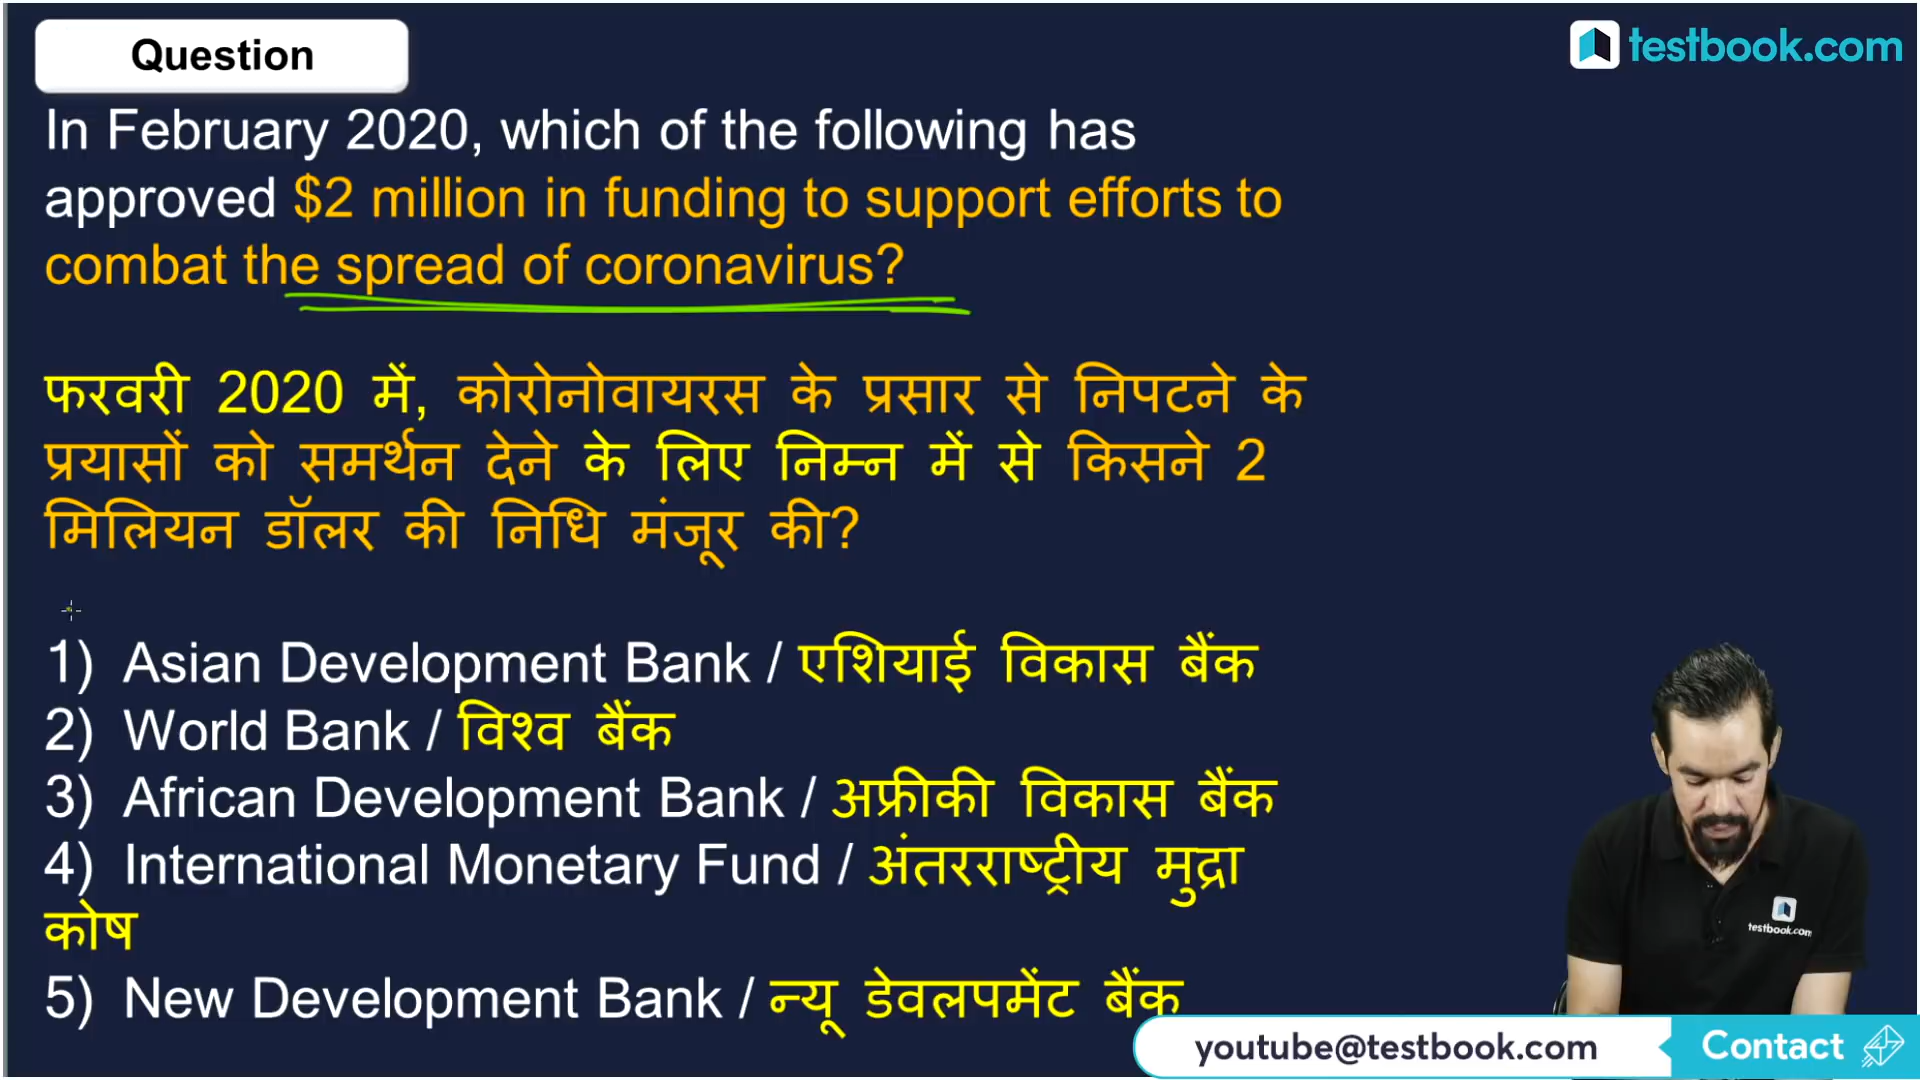 Question
testbook.com
In February 2020, which of the following has
approved $2 million in funding to support efforts to
combat the spread of coronavirus?
फरवरी 2020 में, कोरोनोवायरस के प्रसार से निपटने के
प्रयासों को समर्थन देने के लिए निम्न में से किसने 2
मिलियन डॉलर की निधि मंजूर की?
1) Asian Development Bank / एशियाई विकास बैंक
2) World Bank / विश्व बैंक
3) African Development Bank / अफ्रीकी विकास बैंक
4) International Monetary Fund / अंतरराष्ट्रीय मुद्रा
कोष
5) New Development Bank / न्यू डेवलपमेंट बैंक
testbook.com
youtube@testbook.com
Contact